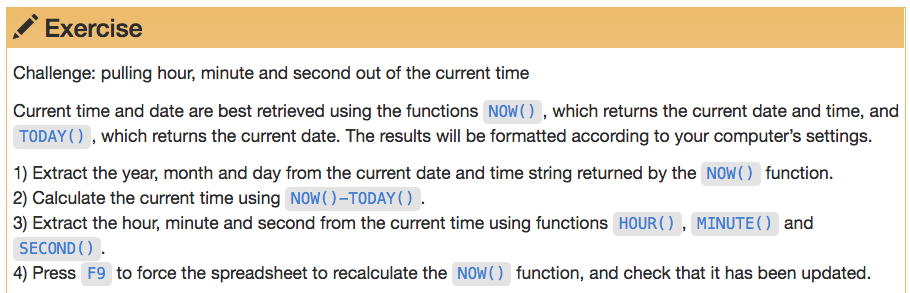 Exercise
Challenge: pulling hour, minute and second out of the current time
Current time and date are best retrieved using the functions NOW() , which returns the current date and time, and
TODAY() , which returns the current date. The results will be formatted according to your computer’s settings.
1) Extract the year, month and day from the current date and time string returned by the NOW() function.
2) Calculate the current time using NOW()-TODAY() .
3) Extract the hour, minute and second from the current time using functions HOUR() , MINUTE() and
SECOND() .
4) Press F9 to force the spreadsheet to recalculate the NOW() function, and check that it has been updated.